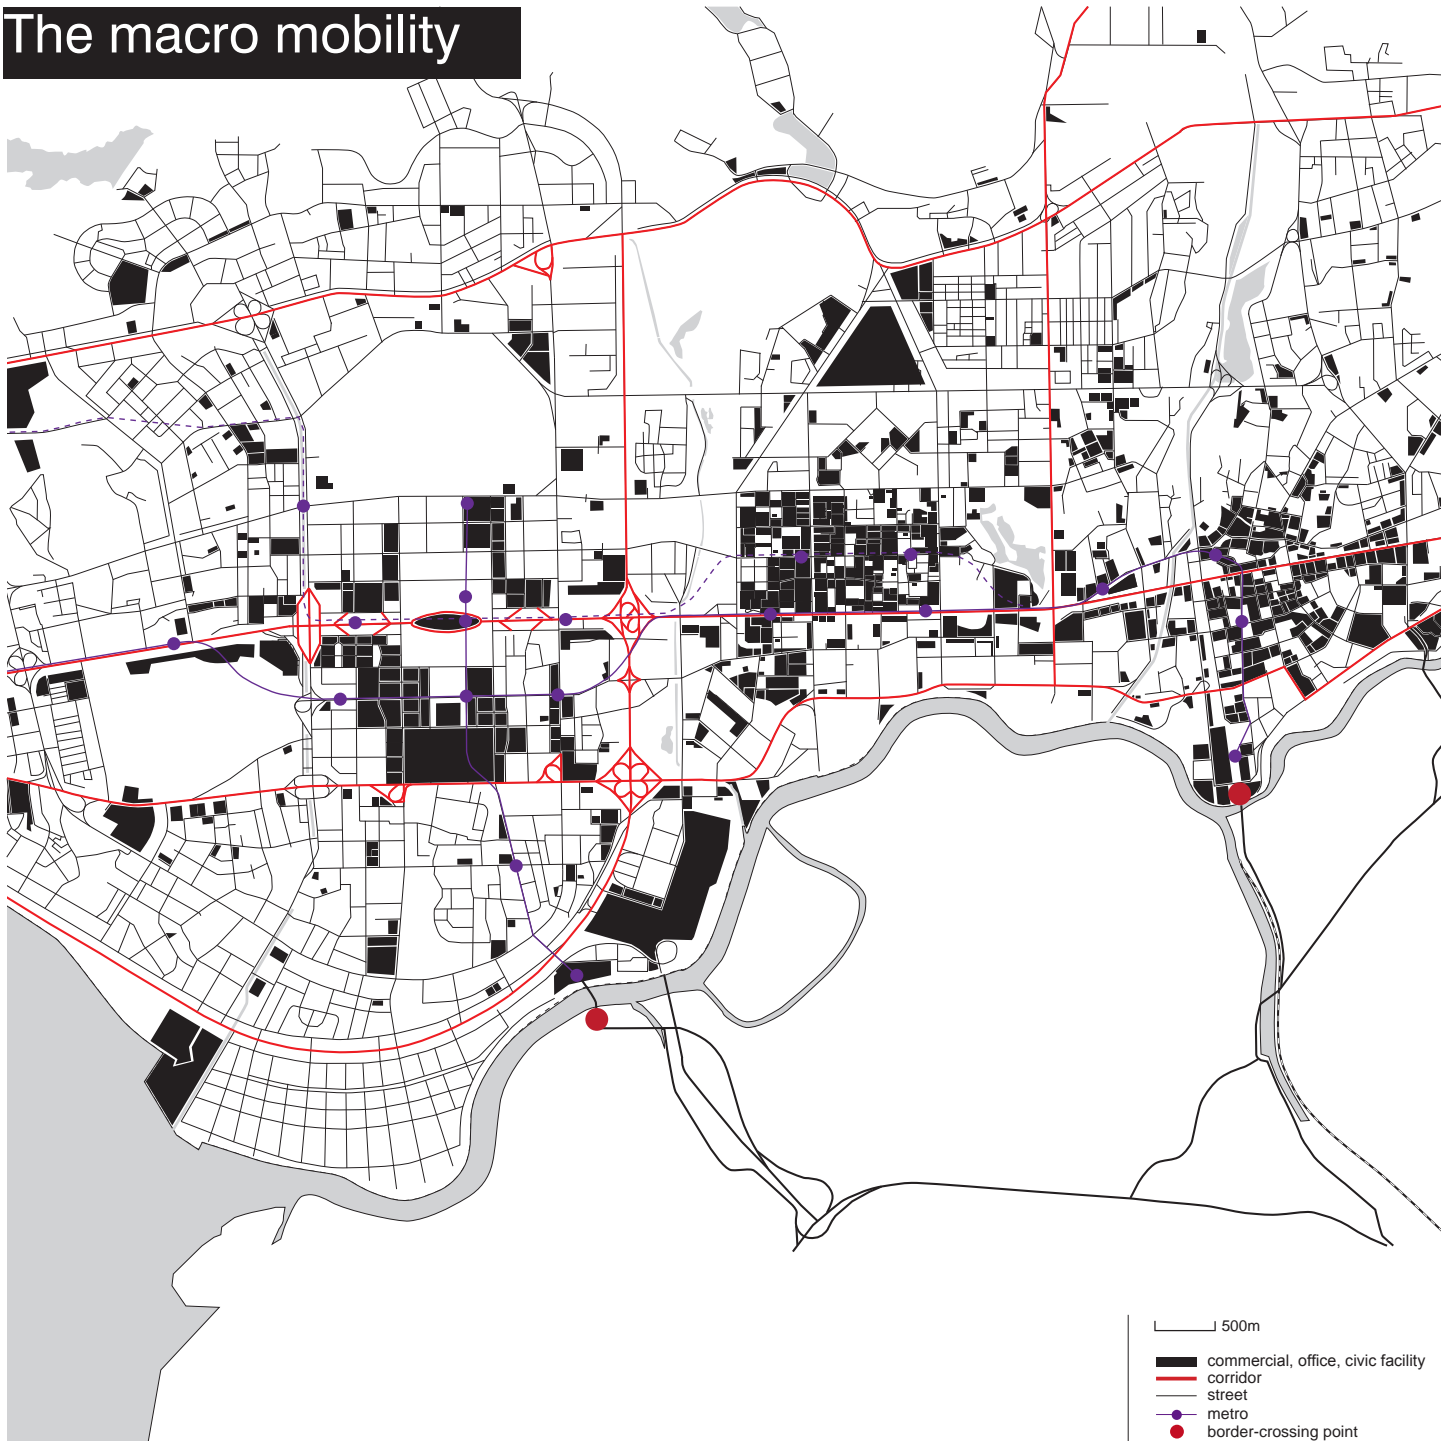 The macro mobility
500m
commercial, office, civic facility
corridor
street
metro
border-crossing point